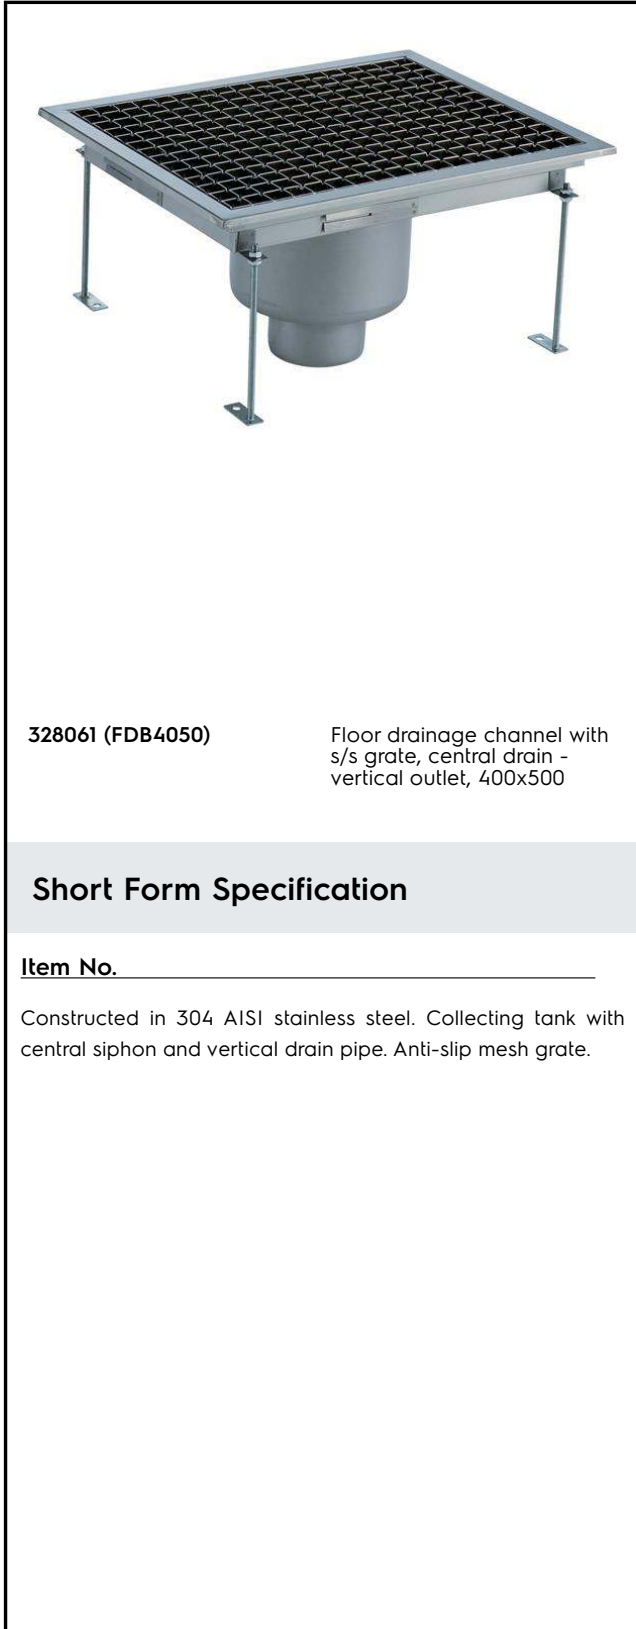 328061 (FDB4050)
Floor drainage channel with
s/s grate, central drain -
vertical outlet, 400x500
Short Form Specification
Item No.
Constructed in 304 AISI stainless steel. Collecting tank with
central siphon and vertical drain pipe. Anti-slip mesh grate.